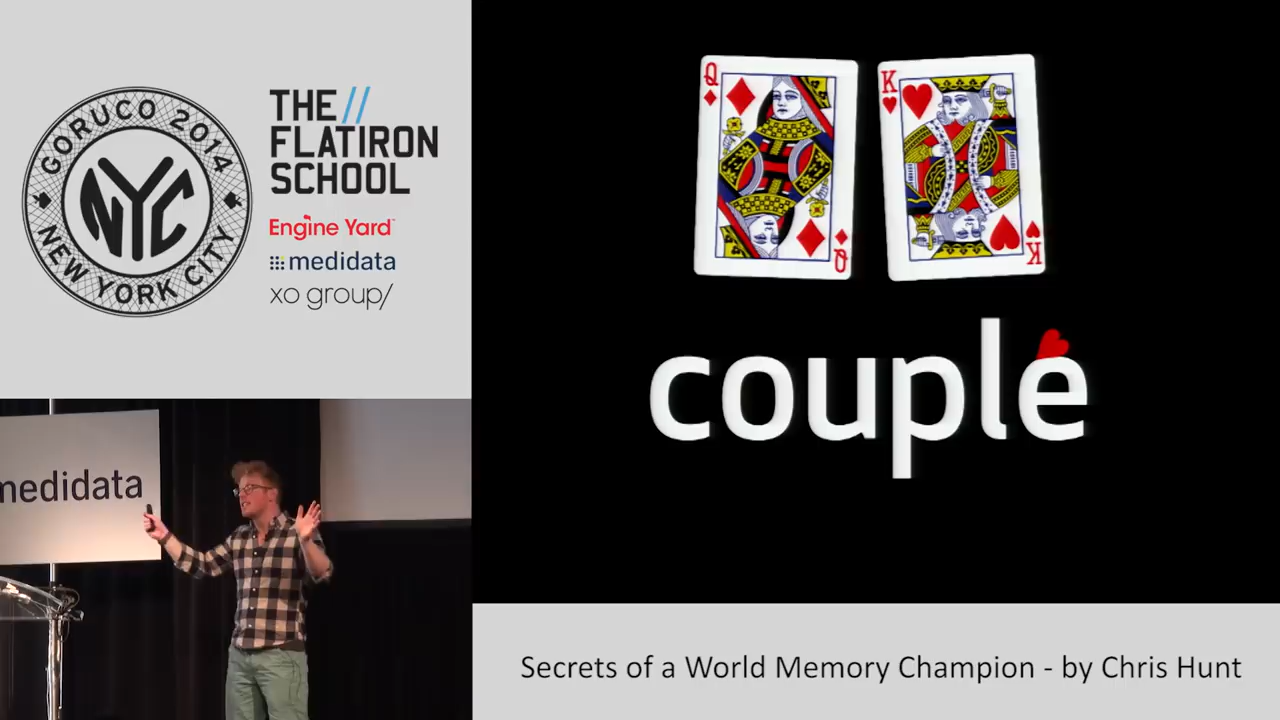 GORUCO 2014
NYC
NEW YORK CITY
THE //
FLATIRON
SCHOOL
Engine Yard
medidata
xo group/
Q
Q
K
K
couple
medidata
Secrets of a World Memory Champion - by Chris Hunt